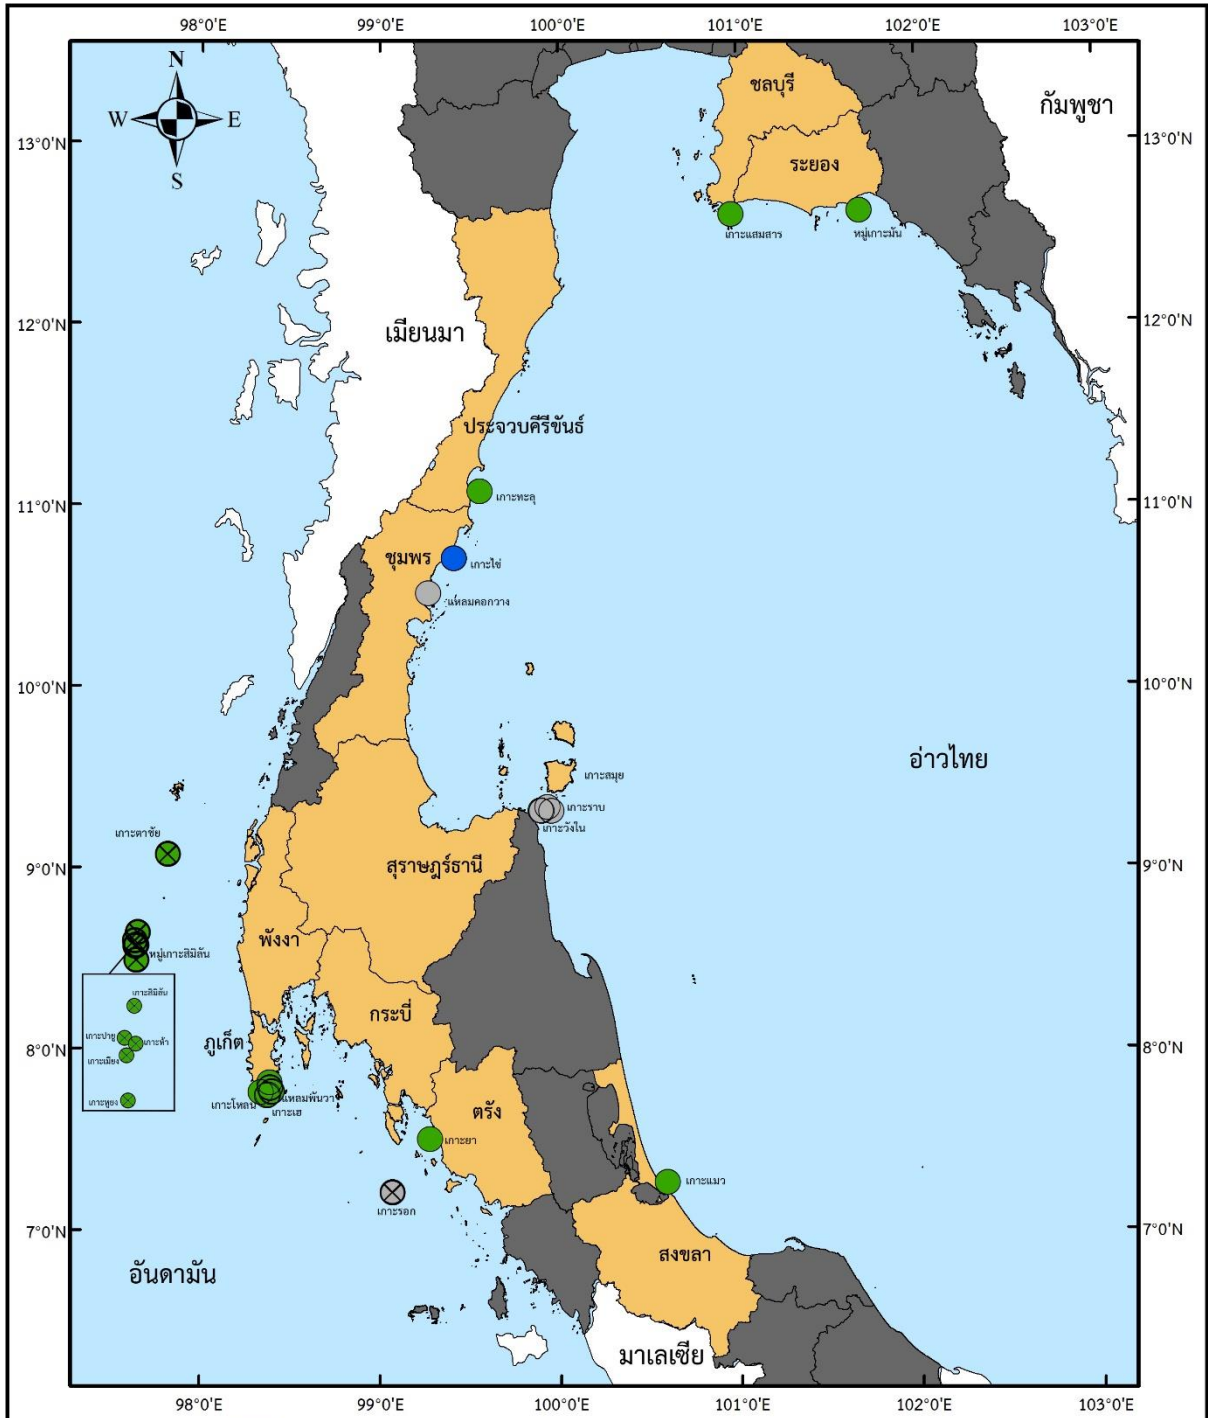 98°0'E 99°0'E 100°0'E 101°0'E 102°0'E 103°0'E
N
W E
S
ชลบุรี
กัมพูชา
13°0'N 13°0'N
ระยอง
เกาะแสมสาร หมู่เกาะมัน
12°0'N 12°0'N
เมียนมา
ประจวบคีรีขันธ์
เกาะทะลุ
11°0'N 11°0'N
ชุมพร
เกาะไข่
แหลมคอกวาง
10°0'N 10°0'N
อ่าวไทย
เกาะสมุย
เกาะราบ
เกาะวังใน
เกาะตาชัย
9°0'N 9°0'N
สุราษฎร์ธานี
พังงา
หมู่เกาะสิมิลัน
เกาะสิมิลัน
กระบี่
เกาะปายู
เกาะห้า
ภูเก็ต
8°0'N 8°0'N
เกาะเมียง
แหลมพันวา
เกาะหูยง
เกาะโหลน
เกาะเฮ
ตรัง
เกาะยา
เกาะแมว
เกาะรอก
7°0'N 7°0'N
สงขลา
อันดามัน
มาเลเซีย
98°0'E 99°0'E 100°0'E 101°0'E 102°0'E 103°0'E